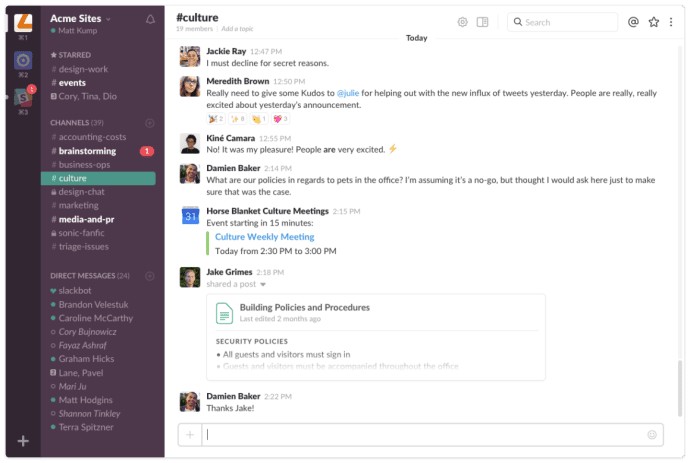 ⌘1
⌘2
1
⌘3
Acme Sites
Matt Kump
STARRED
# design-work
# events
3 Cory, Tina, Dio
CHANNELS (39)
# accounting-costs
# brainstorming 1
# business-ops
# culture
design-chat
# marketing
# media-and-pr
sonic-fanfic
# triage-issues
DIRECT MESSAGES (24)
slackbot
Brandon Velestuk
Caroline McCarthy
Cory Bujnowicz
Fayaz Ashraf
Graham Hicks
2 Lane, Pavel
Mari Ju
Matt Hodgins
Shannon Tinkley
Terra Spitzner
#culture
19 members | Add a topic
Search
Today
Jackie Ray 12:47 PM
I must decline for secret reasons.
Meredith Brown 12:50 PM
Really need to give some Kudos to @julie for helping out with the new influx of tweets yesterday. People are really, really
excited about yesterday's announcement.
🎉 2 ✨ 8 👏 1 💖 3
Kiné Camara 12:55 PM
No! It was my pleasure! People are very excited. ⚡
Damien Baker 2:14 PM
What are our policies in regards to pets in the office? I'm assuming it's a no-go, but thought I would ask here just to make
sure that was the case.
31
Horse Blanket Culture Meetings 2:15 PM
Event starting in 15 minutes:
Culture Weekly Meeting
Today from 2:30 PM to 3:00 PM
Jake Grimes 2:18 PM
shared a post
Building Policies and Procedures
Last edited 2 months ago
SECURITY POLICIES
• All guests and visitors must sign in
• Guests and visitors must be accompanied throughout the office
Damien Baker 2:22 PM
Thanks Jake!